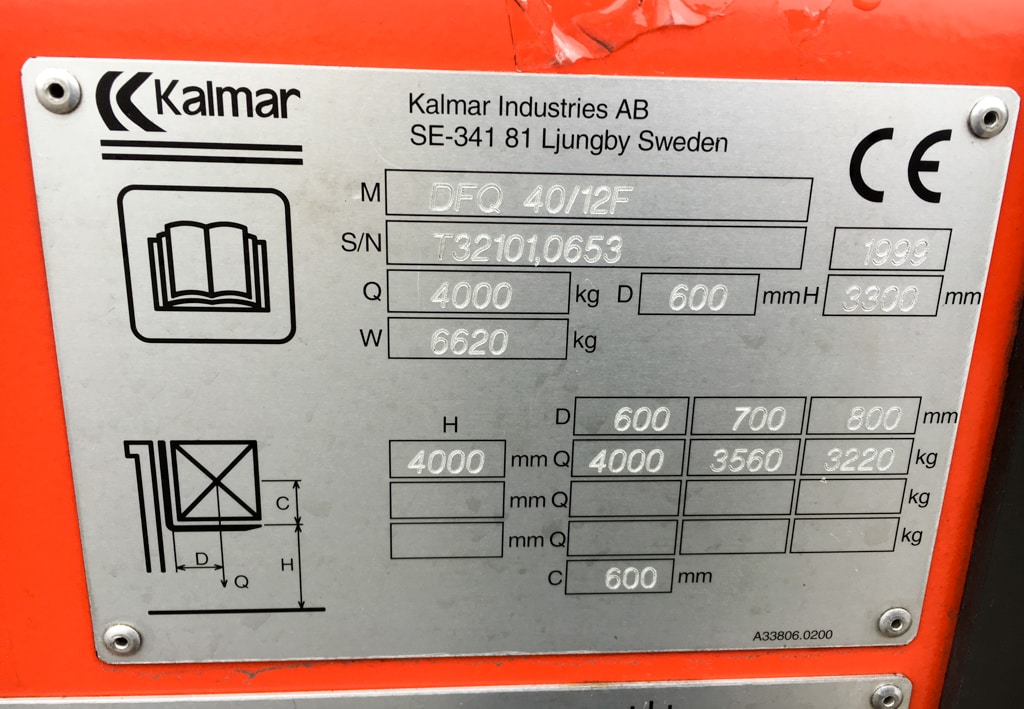 Kalmar
Kalmar Industries AB
SE-341 81 Ljungby Sweden
CE
M DFQ 40/12F
S/N T32101,0653 1999
Q 4000 kg D 600 mm H 3300 mm
W 6620 kg
H D 600 700 800 mm
4000 mm Q 4000 3560 3220 kg
mm Q kg
mm Q kg
C 600 mm
C
D
H
Q
A33806.0200